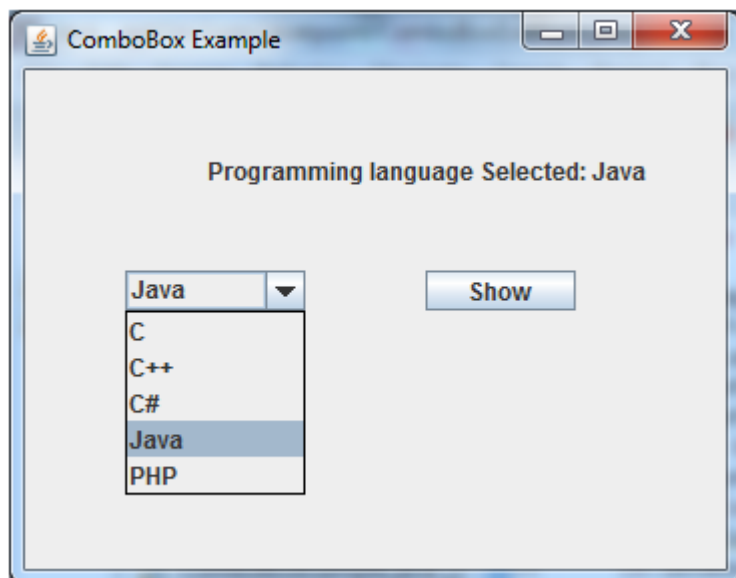 ComboBox Example
Programming language Selected: Java
Java
Show
C
C++
C#
Java
PHP